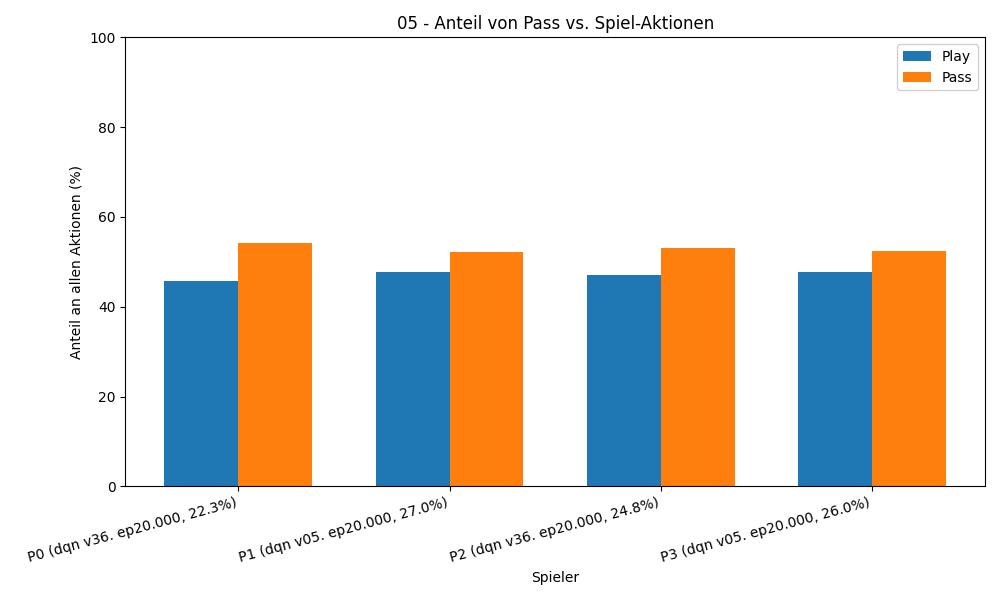 05 - Anteil von Pass vs. Spiel-Aktionen
Play
Pass
Anteil an allen Aktionen (%)
100
80
60
40
20
0
P0 (dqn v36. ep20.000, 22.3%)
P1 (dqn v05. ep20.000, 27.0%)
P2 (dqn v36. ep20.000, 24.8%)
P3 (dqn v05. ep20.000, 26.0%)
Spieler